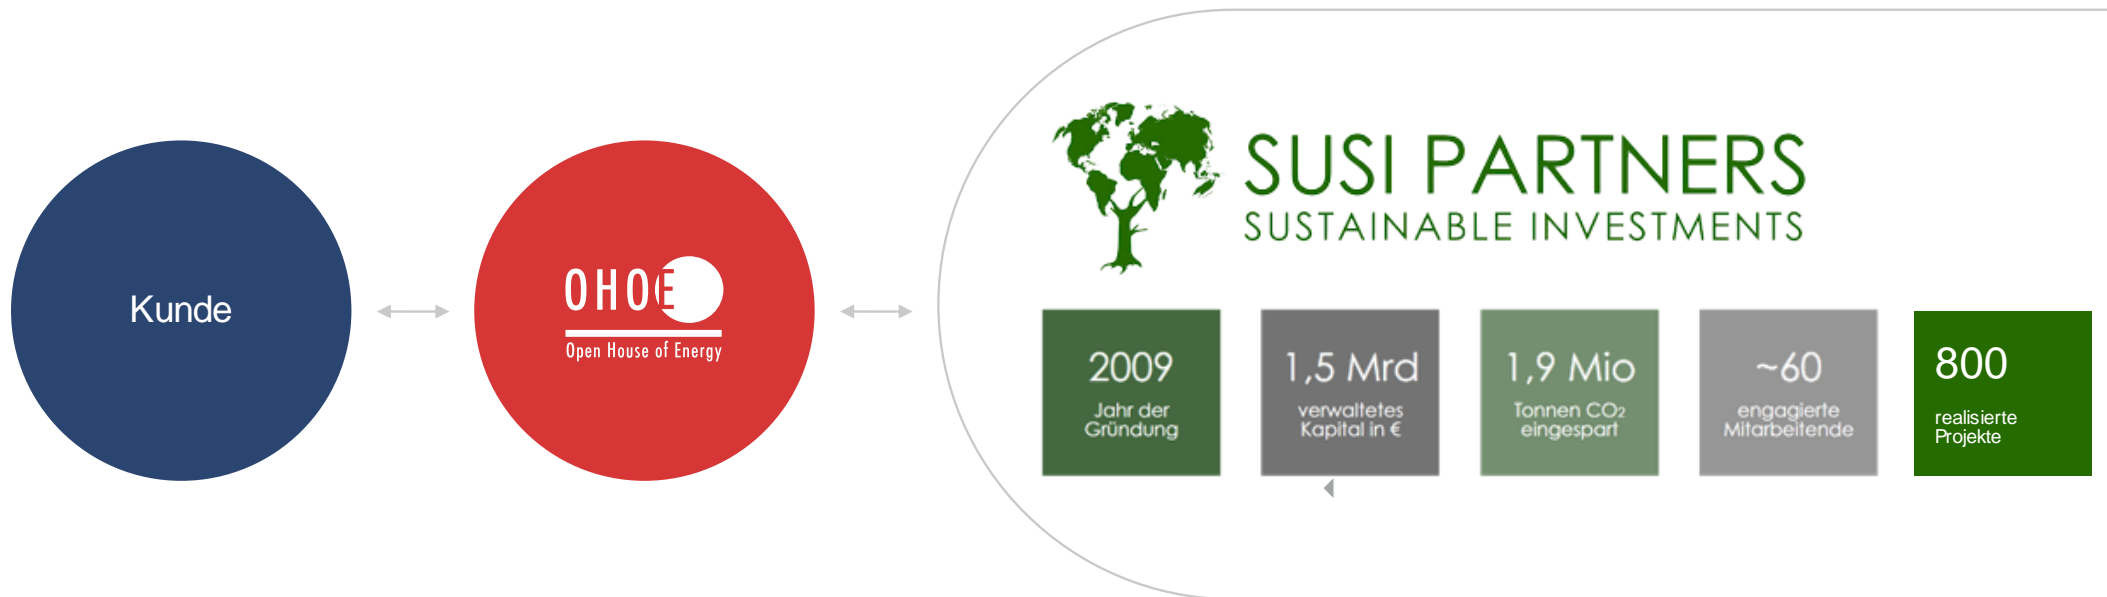 Kunde
OHOE
Open House of Energy
SUSI PARTNERS
SUSTAINABLE INVESTMENTS
2009
Jahr der
Gründung
1,5 Mrd
verwaltetes
Kapital in €
1,9 Mio
Tonnen CO2
eingespart
~60
engagierte
Mitarbeitende
800
realisierte
Projekte